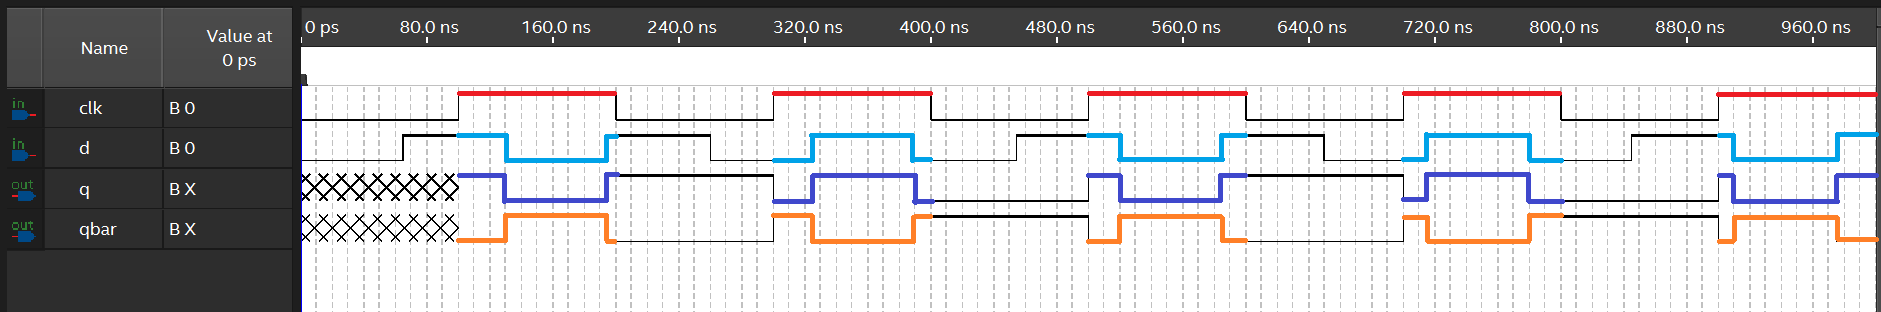 Name
Value at
0 ps
0 ps 80.0 ns 160.0 ns 240.0 ns 320.0 ns 400.0 ns 480.0 ns 560.0 ns 640.0 ns 720.0 ns 800.0 ns 880.0 ns 960.0 ns
in clk B 0
in d B 0
out q B X
out qbar B X